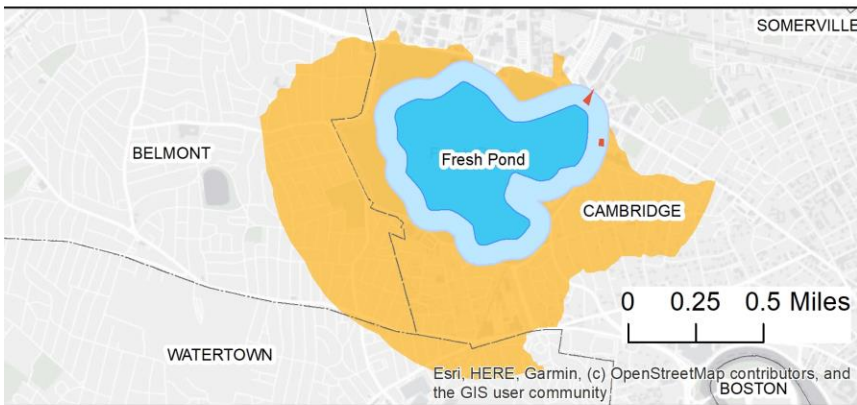 SOMERVILLE
BELMONT
Fresh Pond
CAMBRIDGE
0 0.25 0.5 Miles
WATERTOWN
Esri, HERE, Garmin, (c) OpenStreetMap contributors, and
the GIS user community
BOSTON